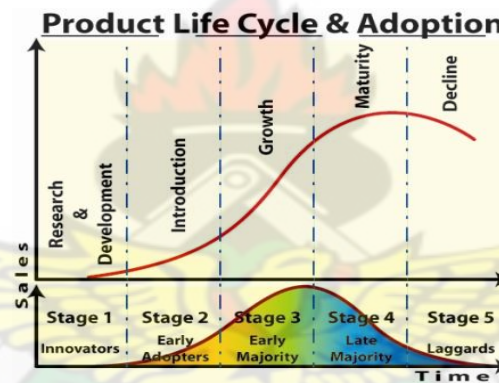 Product Life Cycle & Adoption
Research
&
Development
Introduction
Growth
Maturity
Decline
Sales
Stage 1
Stage 2
Stage 3
Stage 4
Stage 5
Innovators
Early
Adopters
Early
Majority
Late
Majority
Laggards
Time